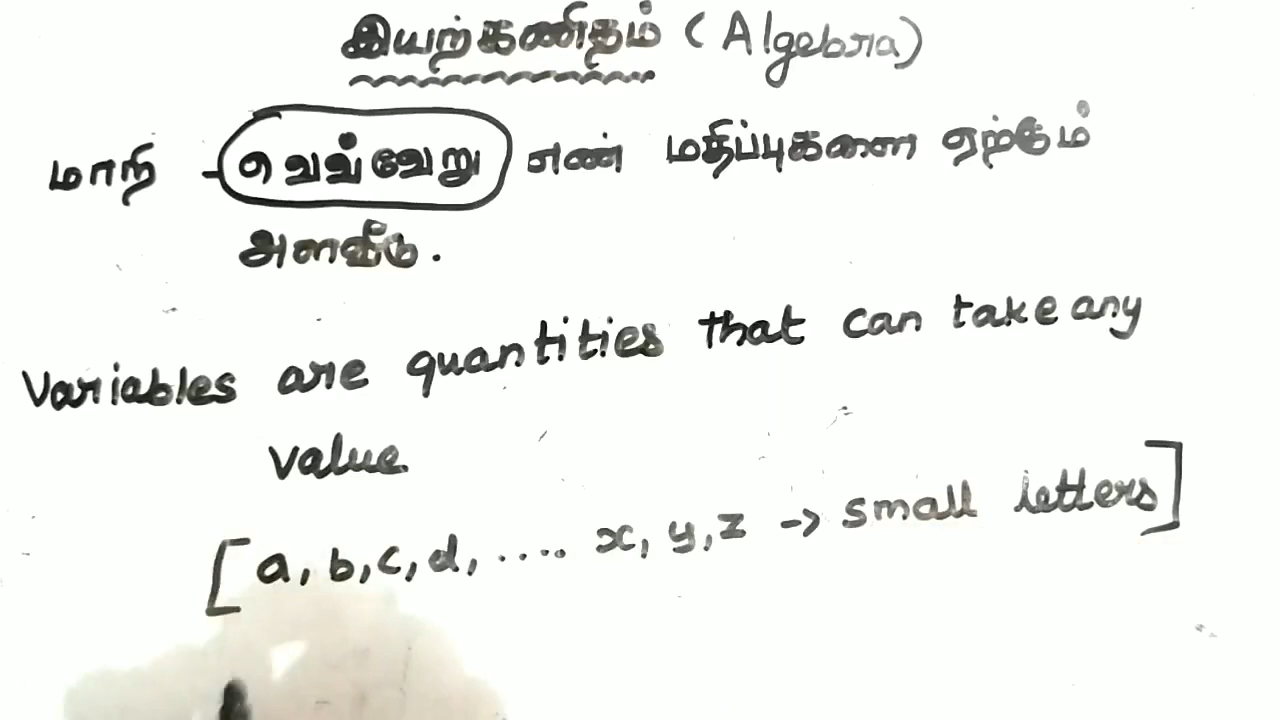 இயற்கணிதம் (Algebra)
மாறி - வெவ்வேறு எண் மதிப்புகளை ஏற்கும்
அளவீடு.
Variables are quantities that can take any
value
[a, b, c, d, .... x, y, z -> small letters]